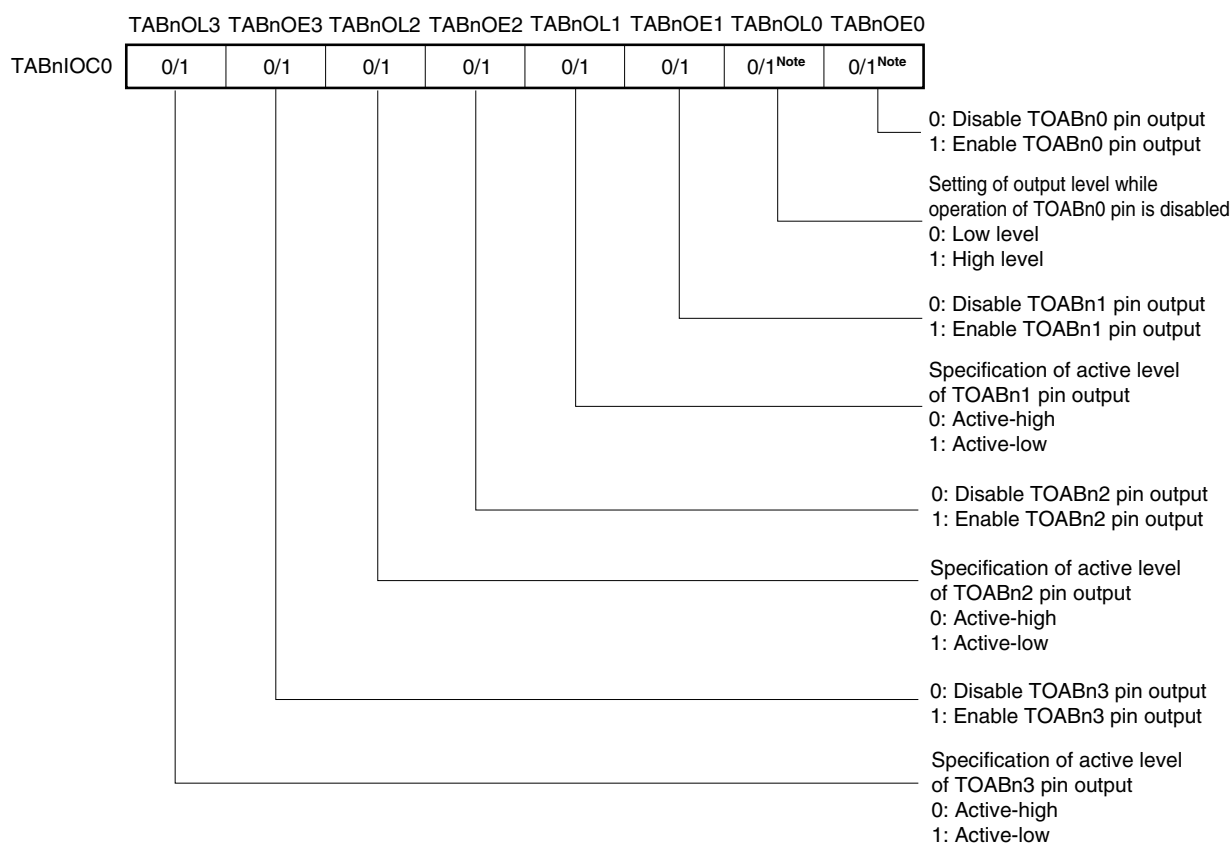 TABnOL3 TABnOE3 TABnOL2 TABnOE2 TABnOL1 TABnOE1 TABnOL0 TABnOE0
TABnIOC0 0/1 0/1 0/1 0/1 0/1 0/1 0/1Note 0/1Note
0: Disable TOABn0 pin output
1: Enable TOABn0 pin output
Setting of output level while
operation of TOABn0 pin is disabled
0: Low level
1: High level
0: Disable TOABn1 pin output
1: Enable TOABn1 pin output
Specification of active level
of TOABn1 pin output
0: Active-high
1: Active-low
0: Disable TOABn2 pin output
1: Enable TOABn2 pin output
Specification of active level
of TOABn2 pin output
0: Active-high
1: Active-low
0: Disable TOABn3 pin output
1: Enable TOABn3 pin output
Specification of active level
of TOABn3 pin output
0: Active-high
1: Active-low